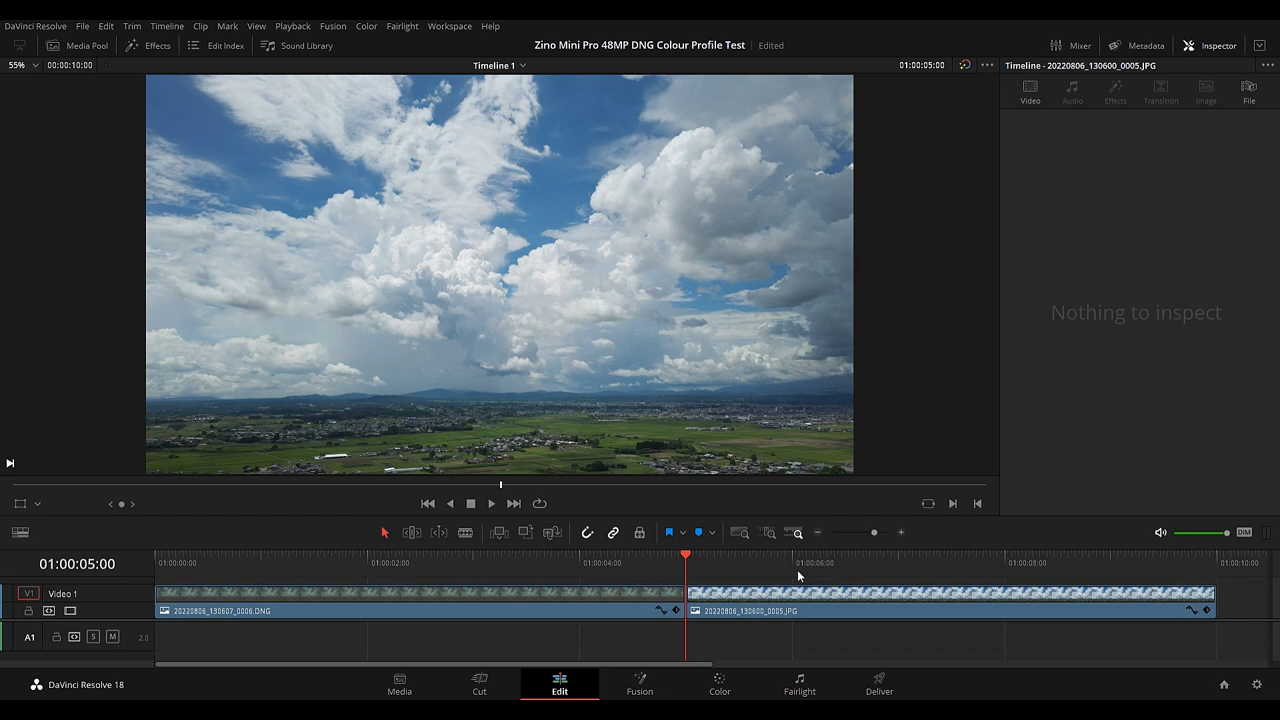 DaVinci Resolve File Edit Trim Timeline Clip Mark View Playback Fusion Color Fairlight Workspace Help
Media Pool Effects Edit Index Sound Library Zino Mini Pro 48MP DNG Colour Profile Test Edited Mixer Metadata Inspector
55% 00:00:10:00 Timeline 1 01:00:05:00 Timeline - 20220806_130600_0005.JPG
Video Audio Effects Transition Image File
Nothing to inspect
DIM
01:00:05:00 01:00:00:00 01:00:02:00 01:00:04:00 01:00:06:00 01:00:08:00 01:00:10:00
V1 Video 1
20220806_130607_0006.DNG 20220806_130600_0005.JPG
A1 S M 2.0
DaVinci Resolve 18 Media Cut Edit Fusion Color Fairlight Deliver